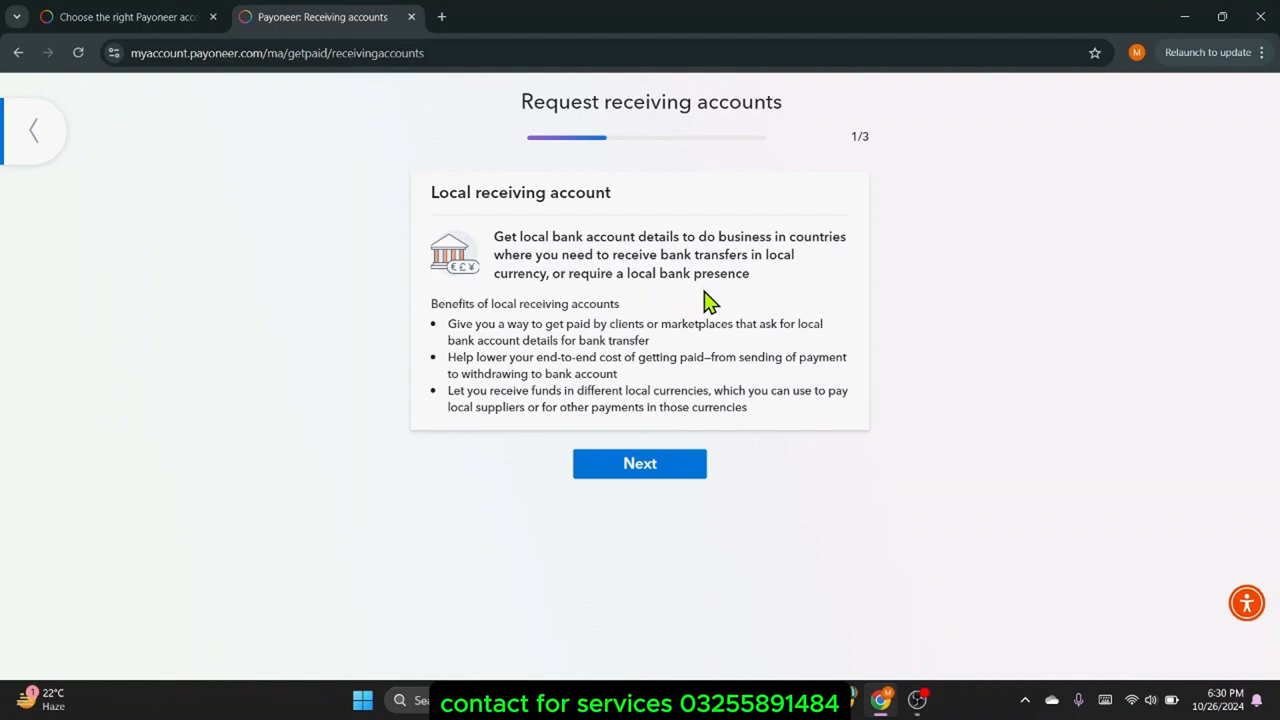 Choose the right Payoneer acc
Payoneer: Receiving accounts
myaccount.payoneer.com/ma/getpaid/receivingaccounts
M
Relaunch to update
Request receiving accounts
1/3
Local receiving account
Get local bank account details to do business in countries
where you need to receive bank transfers in local
currency, or require a local bank presence
€£¥
Benefits of local receiving accounts
• Give you a way to get paid by clients or marketplaces that ask for local
bank account details for bank transfer
• Help lower your end-to-end cost of getting paid–from sending of payment
to withdrawing to bank account
• Let you receive funds in different local currencies, which you can use to pay
local suppliers or for other payments in those currencies
Next
1
22°C
Haze
Sea
contact for services 03255891484
M
6:30 PM
10/26/2024